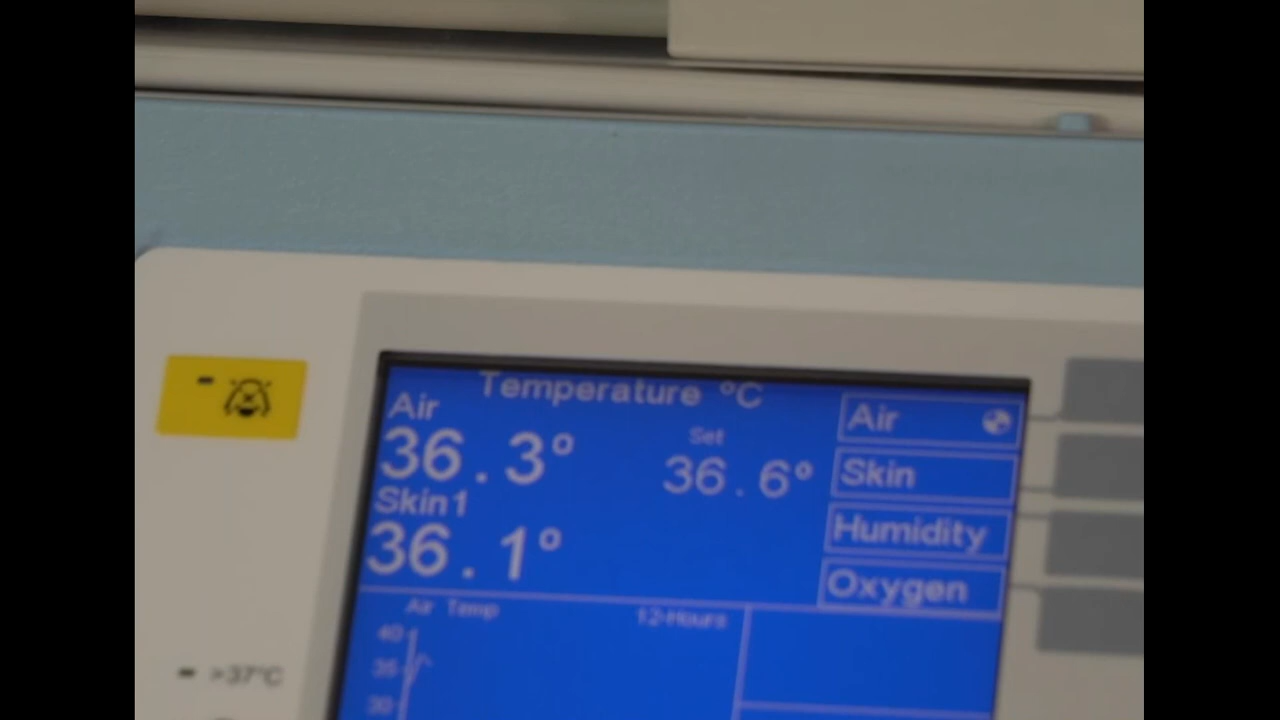 Temperature °C
Air
36.3°
Set
36.6°
Skin1
36.1°
Air
Skin
Humidity
Oxygen
Air Temp
12-Hours
40
35
30
>37°C